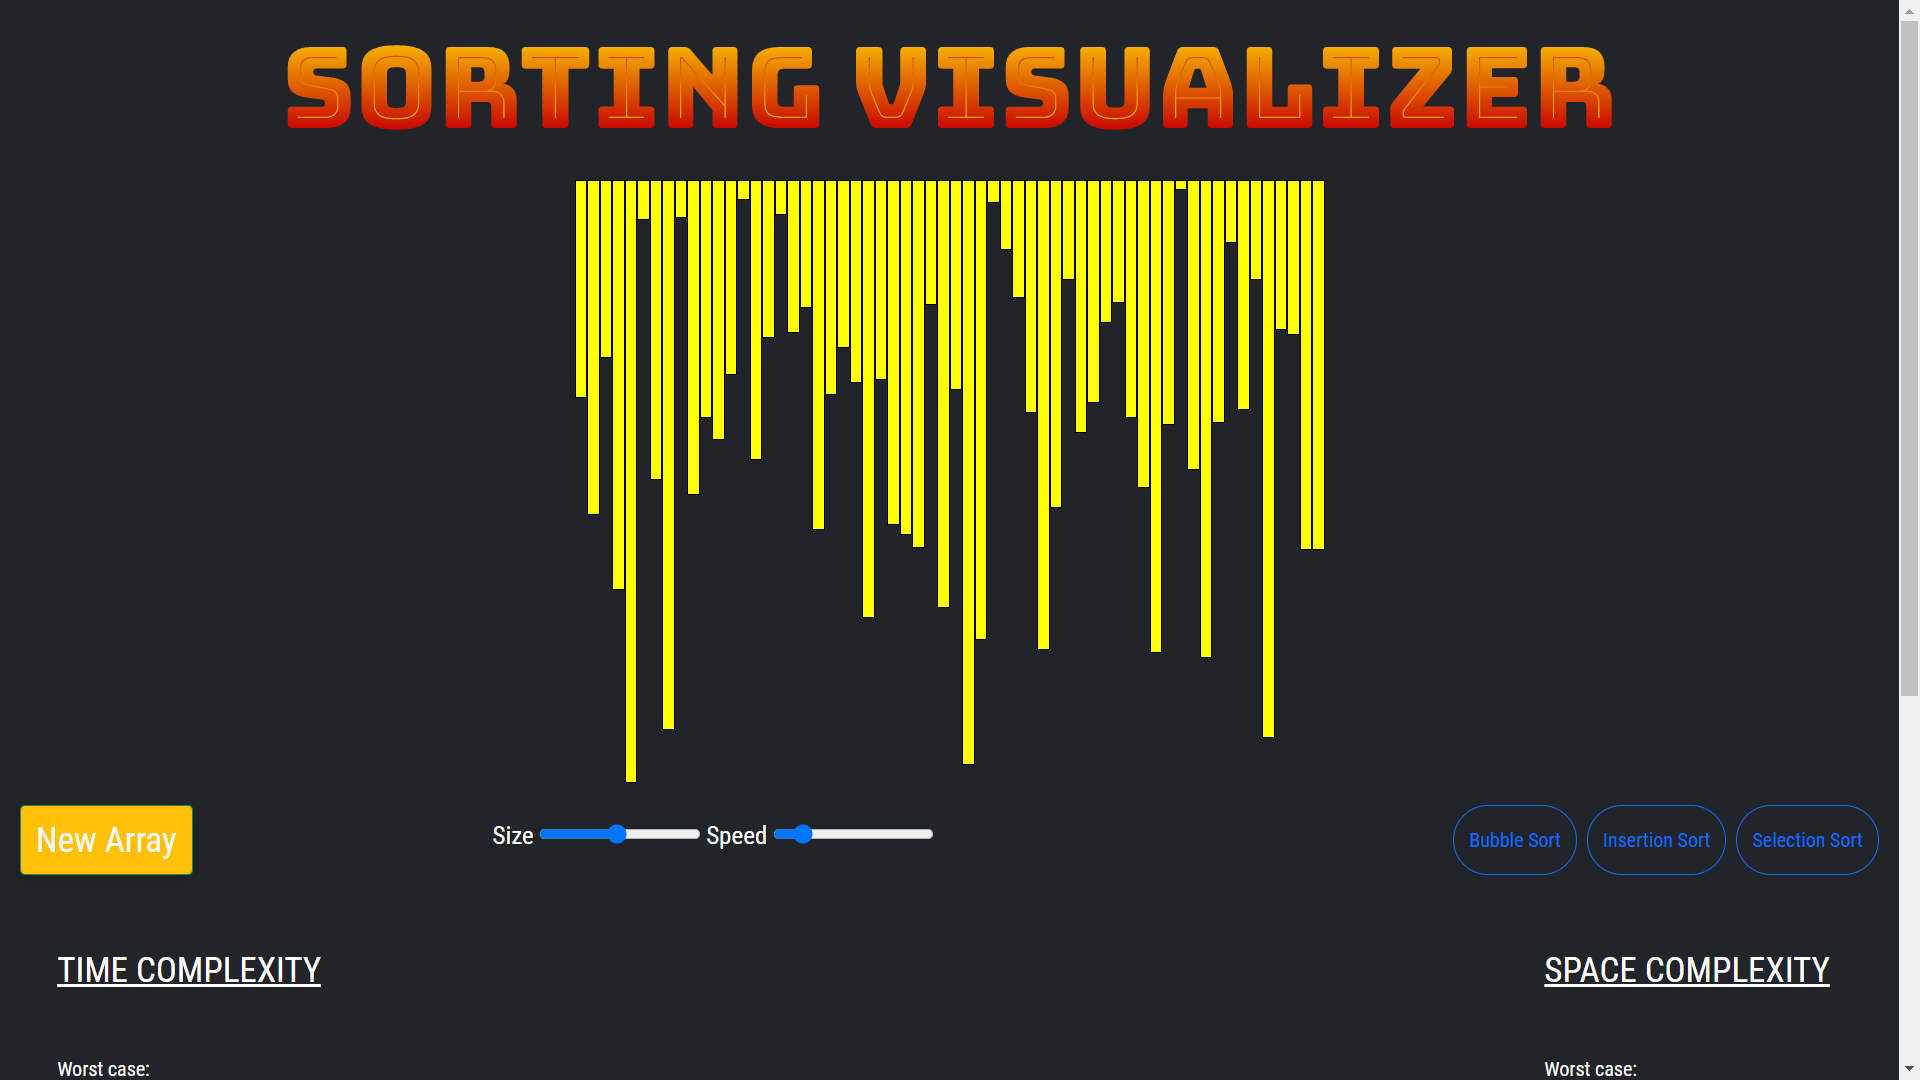 SORTING VISUALIZER
New Array
Size
Speed
Bubble Sort
Insertion Sort
Selection Sort
TIME COMPLEXITY
SPACE COMPLEXITY
Worst case:
Worst case: